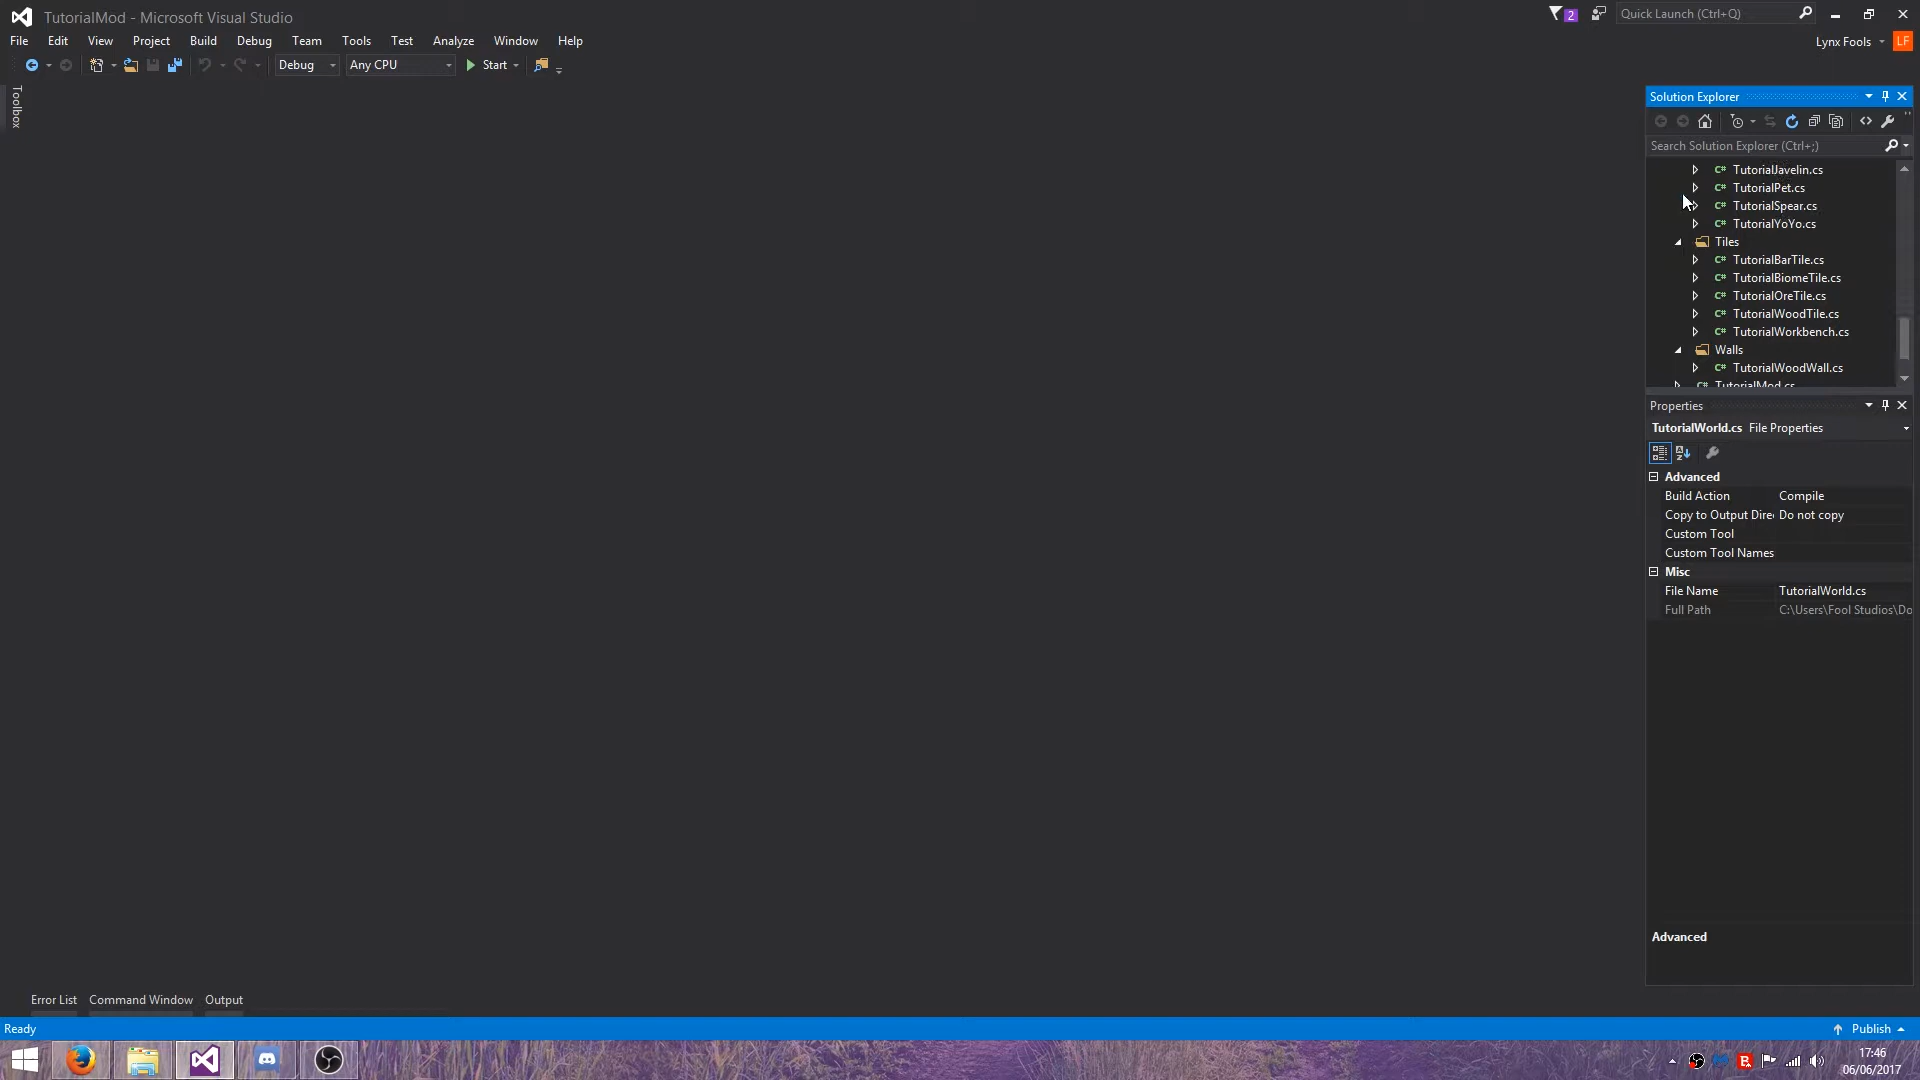 TutorialMod - Microsoft Visual Studio
2
Quick Launch (Ctrl+Q)
File Edit View Project Build Debug Team Tools Test Analyze Window Help
Lynx Fools
LF
Debug
Any CPU
Start
Toolbox
Solution Explorer
Search Solution Explorer (Ctrl+;)
C# TutorialJavelin.cs
C# TutorialPet.cs
C# TutorialSpear.cs
C# TutorialYoYo.cs
Tiles
C# TutorialBarTile.cs
C# TutorialBiomeTile.cs
C# TutorialOreTile.cs
C# TutorialWoodTile.cs
C# TutorialWorkbench.cs
Walls
C# TutorialWoodWall.cs
C# TutorialMod.cs
Properties
TutorialWorld.cs File Properties
Advanced
Build Action Compile
Copy to Output Dire Do not copy
Custom Tool
Custom Tool Names
Misc
File Name TutorialWorld.cs
Full Path C:\Users\Fool Studios\Do
Advanced
Error List Command Window Output
Ready
Publish
17:46
06/06/2017